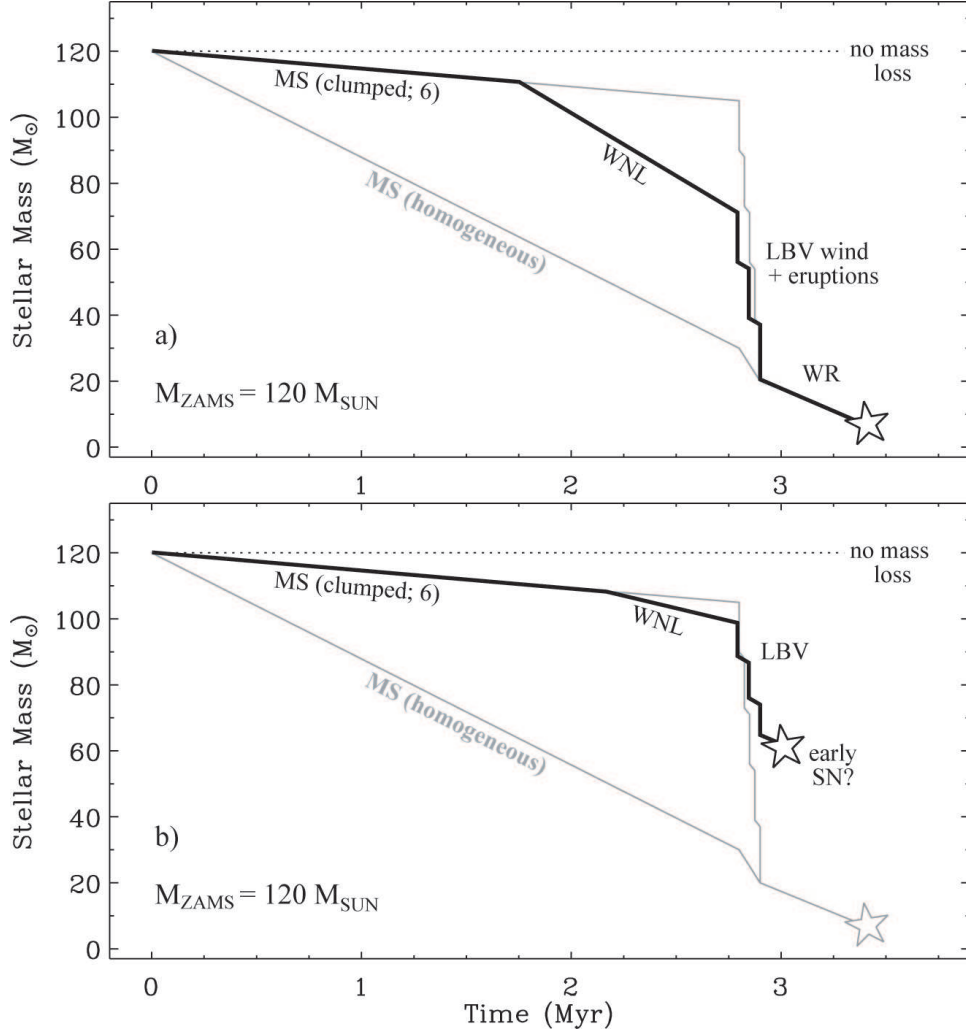 120
100
80
60
40
20
0
Stellar Mass (M⊙)
no mass
loss
MS (clumped; 6)
WNL
MS (homogeneous)
LBV wind
+ eruptions
a)
WR
M_ZAMS = 120 M_SUN
0
1
2
3
120
100
80
60
40
20
0
Stellar Mass (M⊙)
no mass
loss
MS (clumped; 6)
WNL
LBV
MS (homogeneous)
early
SN?
b)
M_ZAMS = 120 M_SUN
0
1
2
3
Time (Myr)